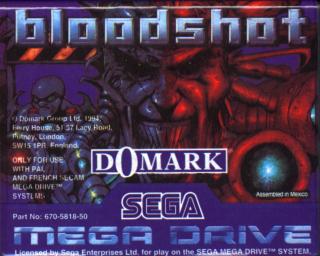 bloodshot
© Domark Group Ltd. 1994,
Ferry House, 51-57 Lacy Road,
Putney, London,
SW15 1PR, England.
ONLY FOR USE
WITH PAL
AND FRENCH SECAM
MEGA DRIVE™
SYSTEMS.
DOMARK
Assembled in Mexico
SEGA
Part No: 670-5818-50
MEGA DRIVE
Licensed by Sega Enterprises Ltd. for play on the SEGA MEGA DRIVE™ SYSTEM.